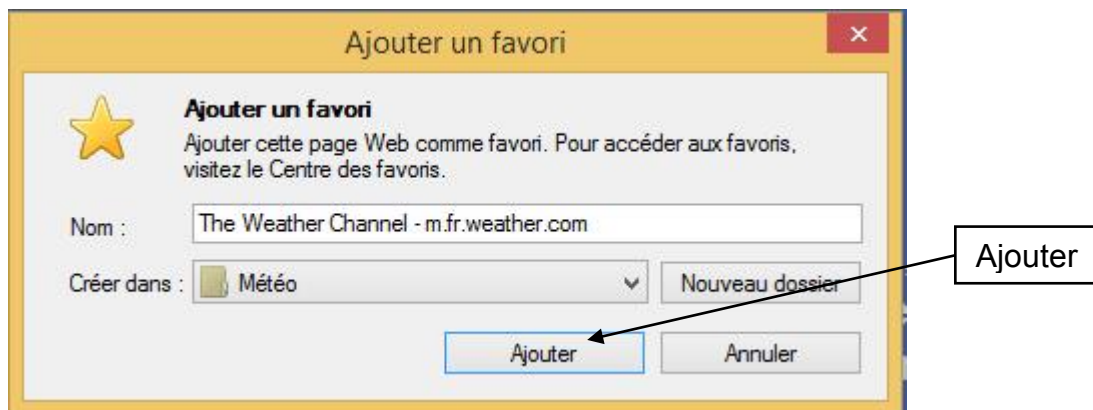 Ajouter un favori
Ajouter un favori
Ajouter cette page Web comme favori. Pour accéder aux favoris,
visitez le Centre des favoris.
Nom : The Weather Channel - m.fr.weather.com
Créer dans : Météo Nouveau dossier
Ajouter
Ajouter Annuler